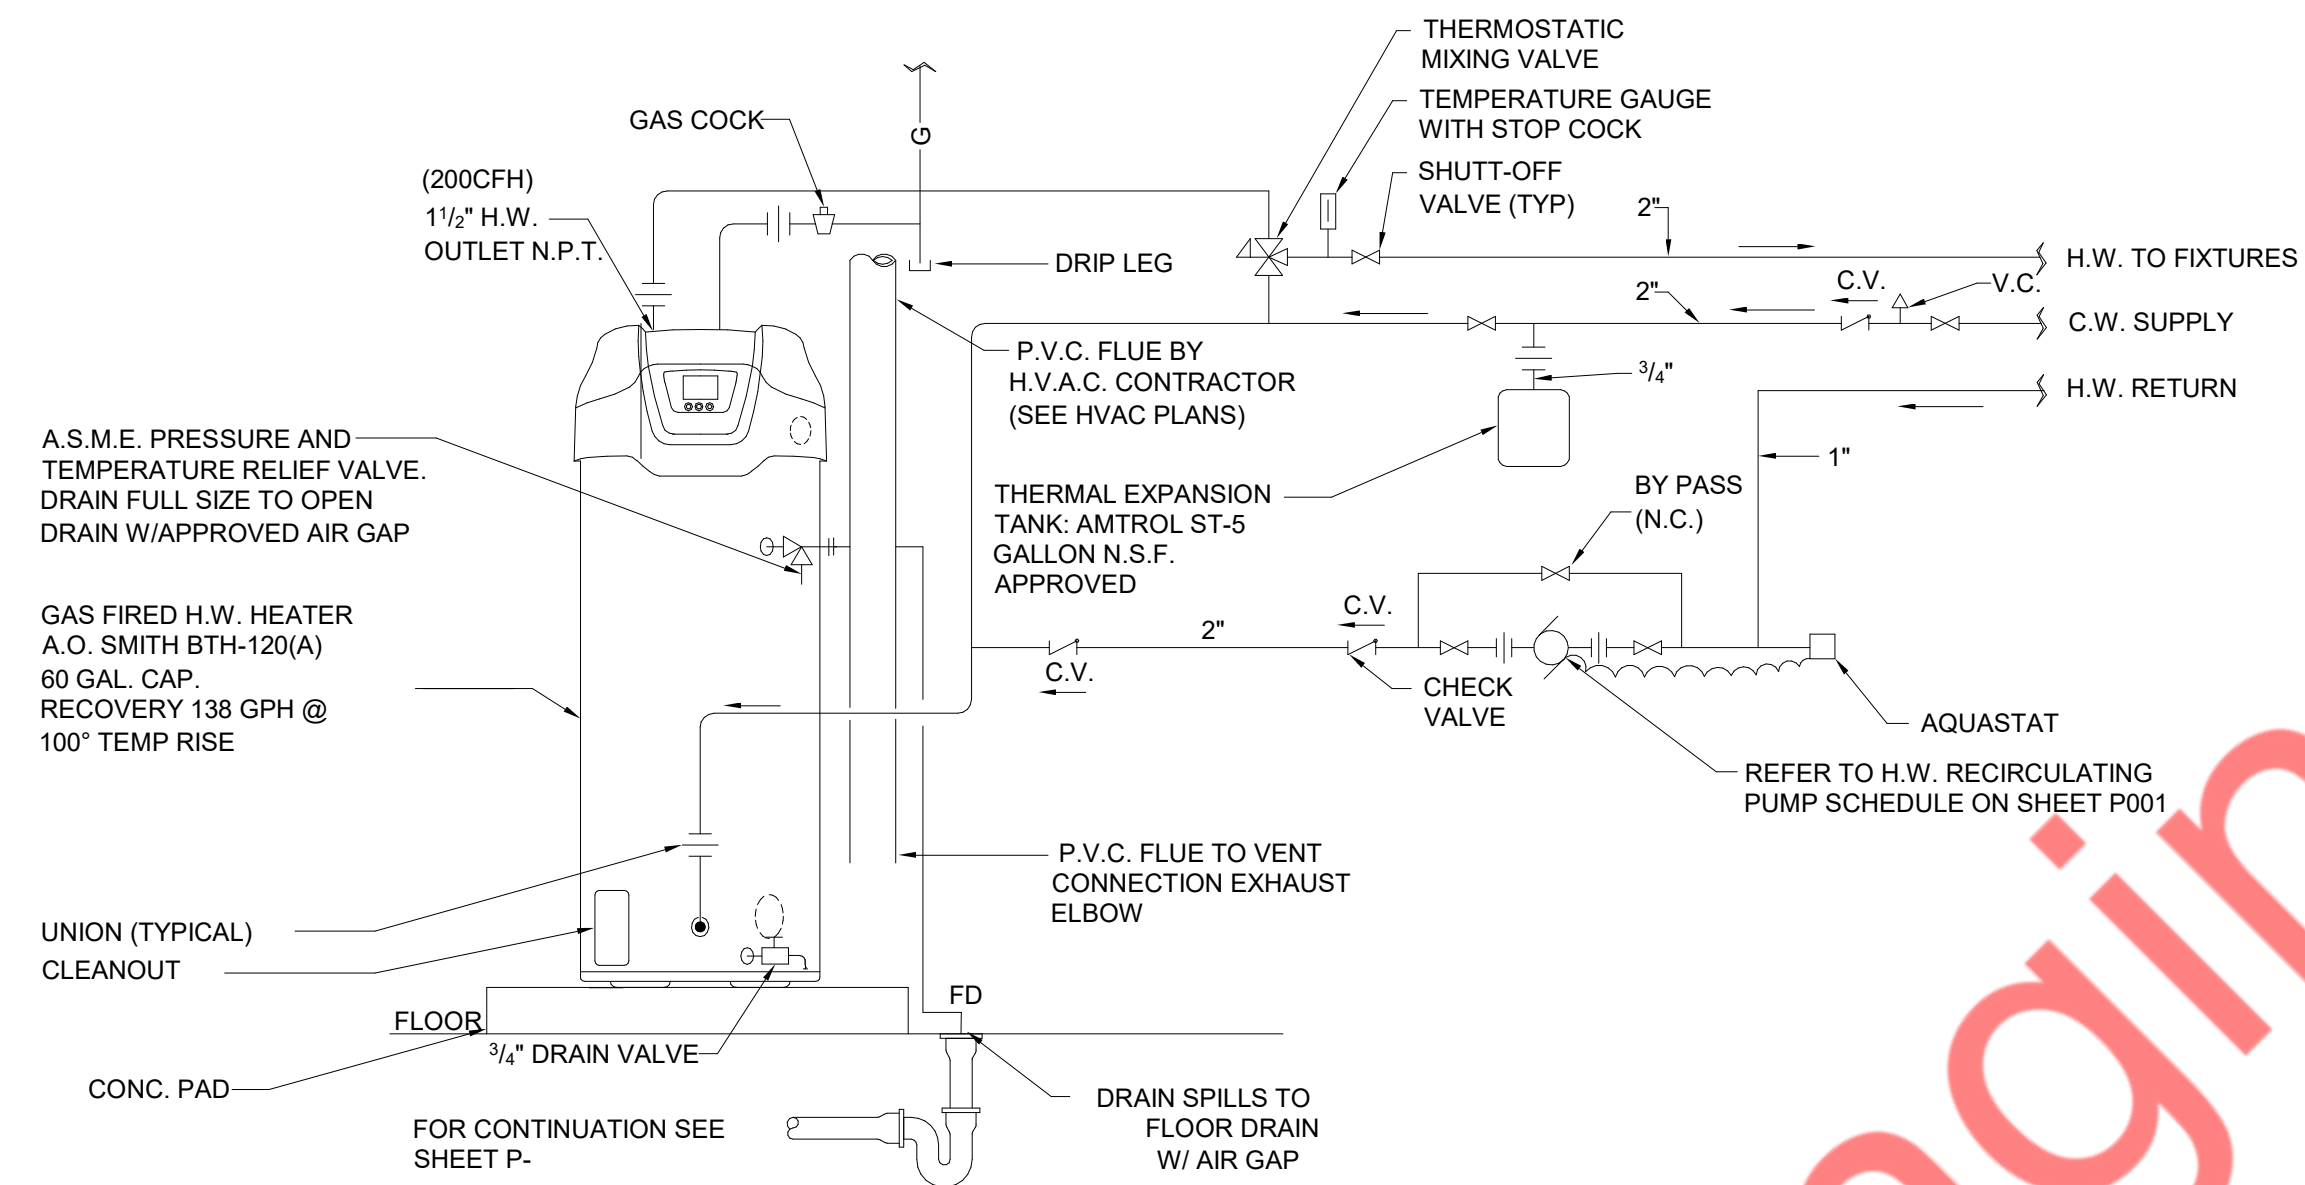 THERMOSTATIC
MIXING VALVE
TEMPERATURE GAUGE
WITH STOP COCK
GAS COCK
G
SHUTT-OFF
VALVE (TYP)
(200CFH)
1 1/2" H.W.
OUTLET N.P.T.
2"
DRIP LEG
H.W. TO FIXTURES
C.V.
V.C.
2"
C.W. SUPPLY
P.V.C. FLUE BY
H.V.A.C. CONTRACTOR
(SEE HVAC PLANS)
3/4"
H.W. RETURN
A.S.M.E. PRESSURE AND
TEMPERATURE RELIEF VALVE.
DRAIN FULL SIZE TO OPEN
DRAIN W/APPROVED AIR GAP
1"
THERMAL EXPANSION
TANK: AMTROL ST-5
GALLON N.S.F.
APPROVED
BY PASS
(N.C.)
GAS FIRED H.W. HEATER
A.O. SMITH BTH-120(A)
60 GAL. CAP.
RECOVERY 138 GPH @
100° TEMP RISE
C.V.
2"
C.V.
CHECK
VALVE
AQUASTAT
REFER TO H.W. RECIRCULATING
PUMP SCHEDULE ON SHEET P001
P.V.C. FLUE TO VENT
CONNECTION EXHAUST
ELBOW
UNION (TYPICAL)
CLEANOUT
FD
FLOOR
3/4" DRAIN VALVE
CONC. PAD
DRAIN SPILLS TO
FLOOR DRAIN
W/ AIR GAP
FOR CONTINUATION SEE
SHEET P-
agin